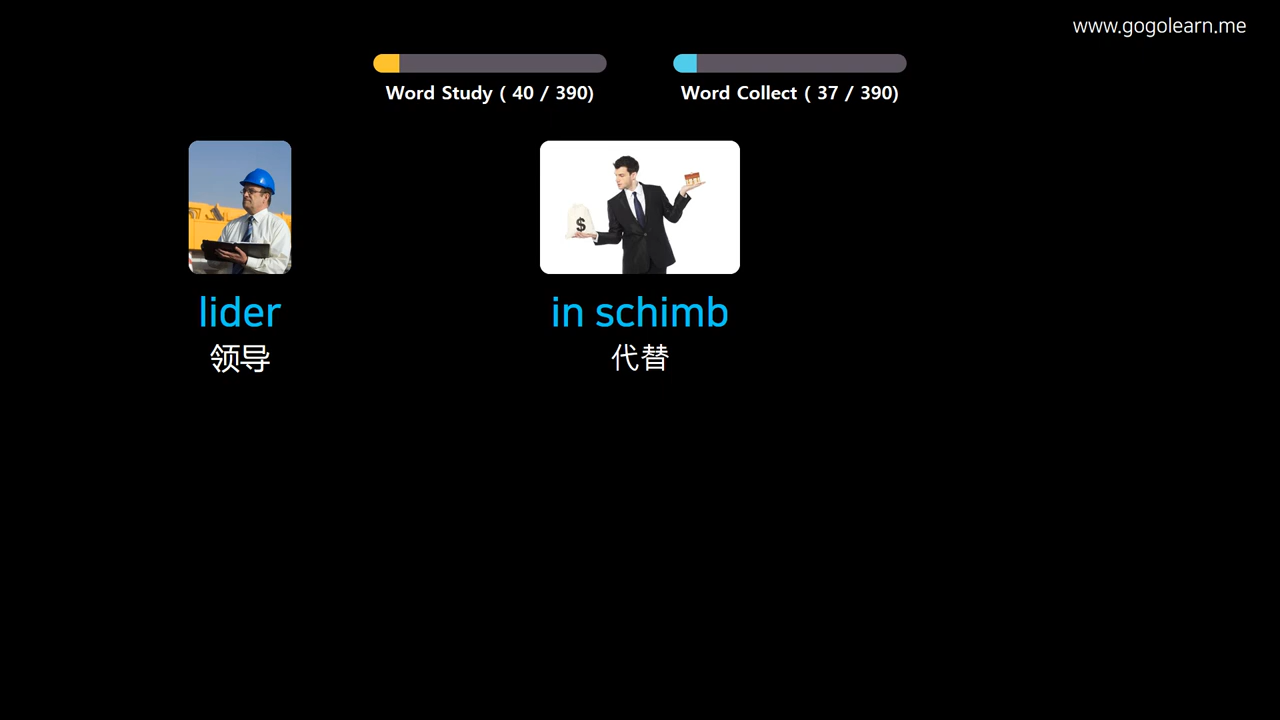 www.gogolearn.me
Word Study ( 40 / 390)
Word Collect ( 37 / 390)
$
lider
in schimb
领导
代替